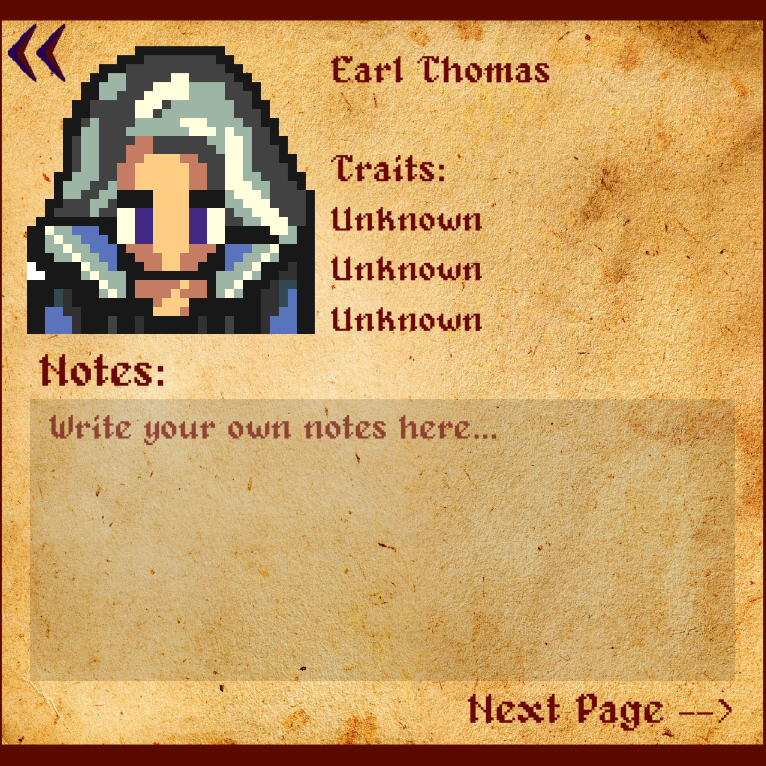 Earl Thomas
Traits:
Unknown
Unknown
Unknown
Notes:
Write your own notes here...
Next Page -->